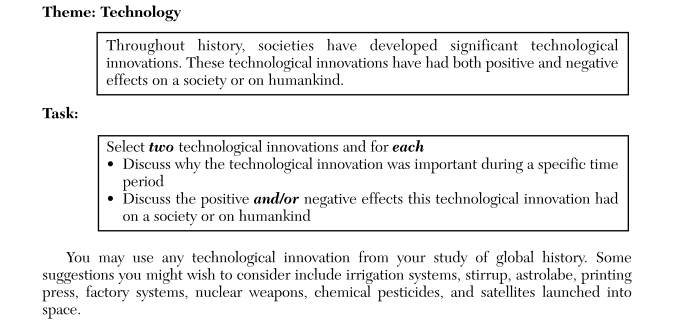 Theme: Technology
Throughout history, societies have developed significant technological
innovations. These technological innovations have had both positive and negative
effects on a society or on humankind.
Task:
Select two technological innovations and for each
• Discuss why the technological innovation was important during a specific time
period
• Discuss the positive and/or negative effects this technological innovation had
on a society or on humankind
You may use any technological innovation from your study of global history. Some
suggestions you might wish to consider include irrigation systems, stirrup, astrolabe, printing
press, factory systems, nuclear weapons, chemical pesticides, and satellites launched into
space.